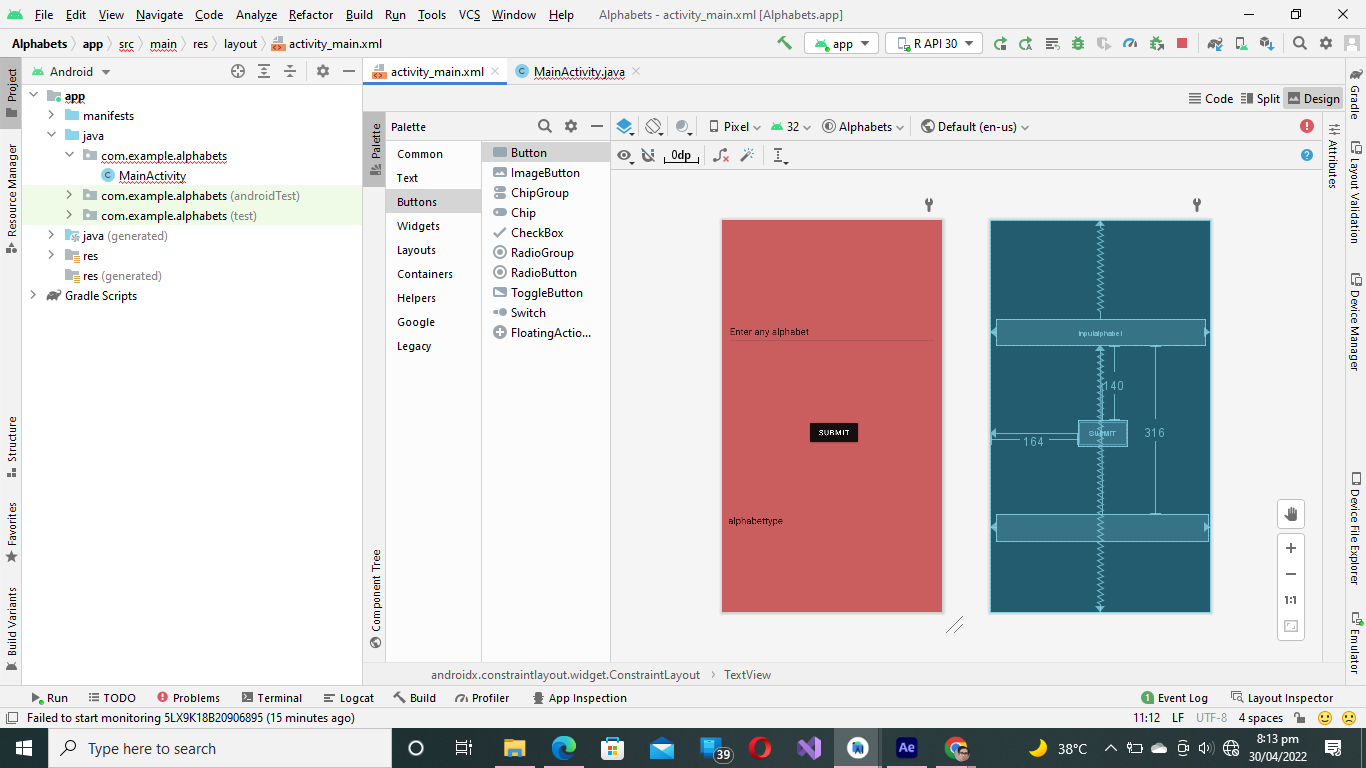 File Edit View Navigate Code Analyze Refactor Build Run Tools VCS Window Help Alphabets - activity_main.xml [Alphabets.app]
Alphabets app src main res layout activity_main.xml app R API 30
Android activity_main.xml MainActivity.java
Code Split Design
Project
Resource Manager
Structure
Favorites
Build Variants
app
manifests
java
com.example.alphabets
MainActivity
com.example.alphabets (androidTest)
com.example.alphabets (test)
java (generated)
res
res (generated)
Gradle Scripts
Palette
Component Tree
Palette
Common
Text
Buttons
Widgets
Layouts
Containers
Helpers
Google
Legacy
Button
ImageButton
ChipGroup
Chip
CheckBox
RadioGroup
RadioButton
ToggleButton
Switch
FloatingActio...
Pixel 32 Alphabets Default (en-us)
0dp
Enter any alphabet
SUBMIT
alphabettype
inputalphabet
140
SUBMIT
316
164
1:1
Attributes
Gradle
Layout Validation
Device Manager
Device File Explorer
Emulator
androidx.constraintlayout.widget.ConstraintLayout TextView
Run TODO Problems Terminal Logcat Build Profiler App Inspection 1 Event Log Layout Inspector
Failed to start monitoring 5LX9K18B20906895 (15 minutes ago) 11:12 LF UTF-8 4 spaces
Type here to search 39 Ae 38°C 8:13 pm
30/04/2022